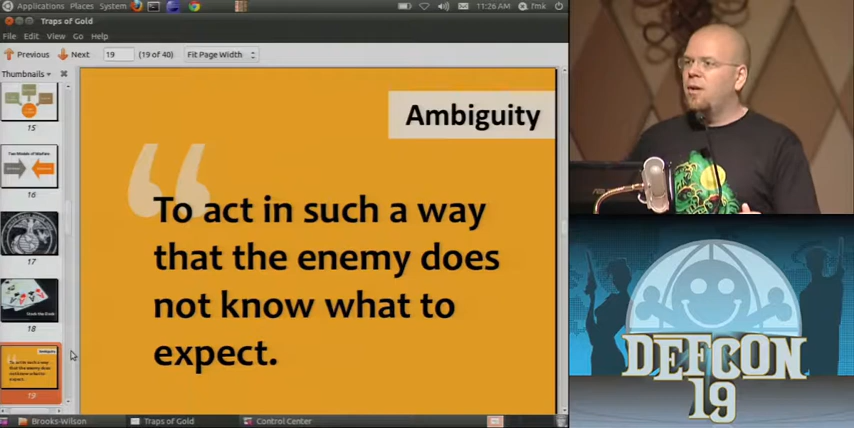 Applications Places System
11:26 AM
l'mk
Traps of Gold
File Edit View Go Help
Previous Next 19 (19 of 40) Fit Page Width
Thumbnails
15
16
17
18
19
Ambiguity
“
To act in such a way
that the enemy does
not know what to
expect.
Brooks-Wilson
Traps of Gold
Control Center
DEFCON
19